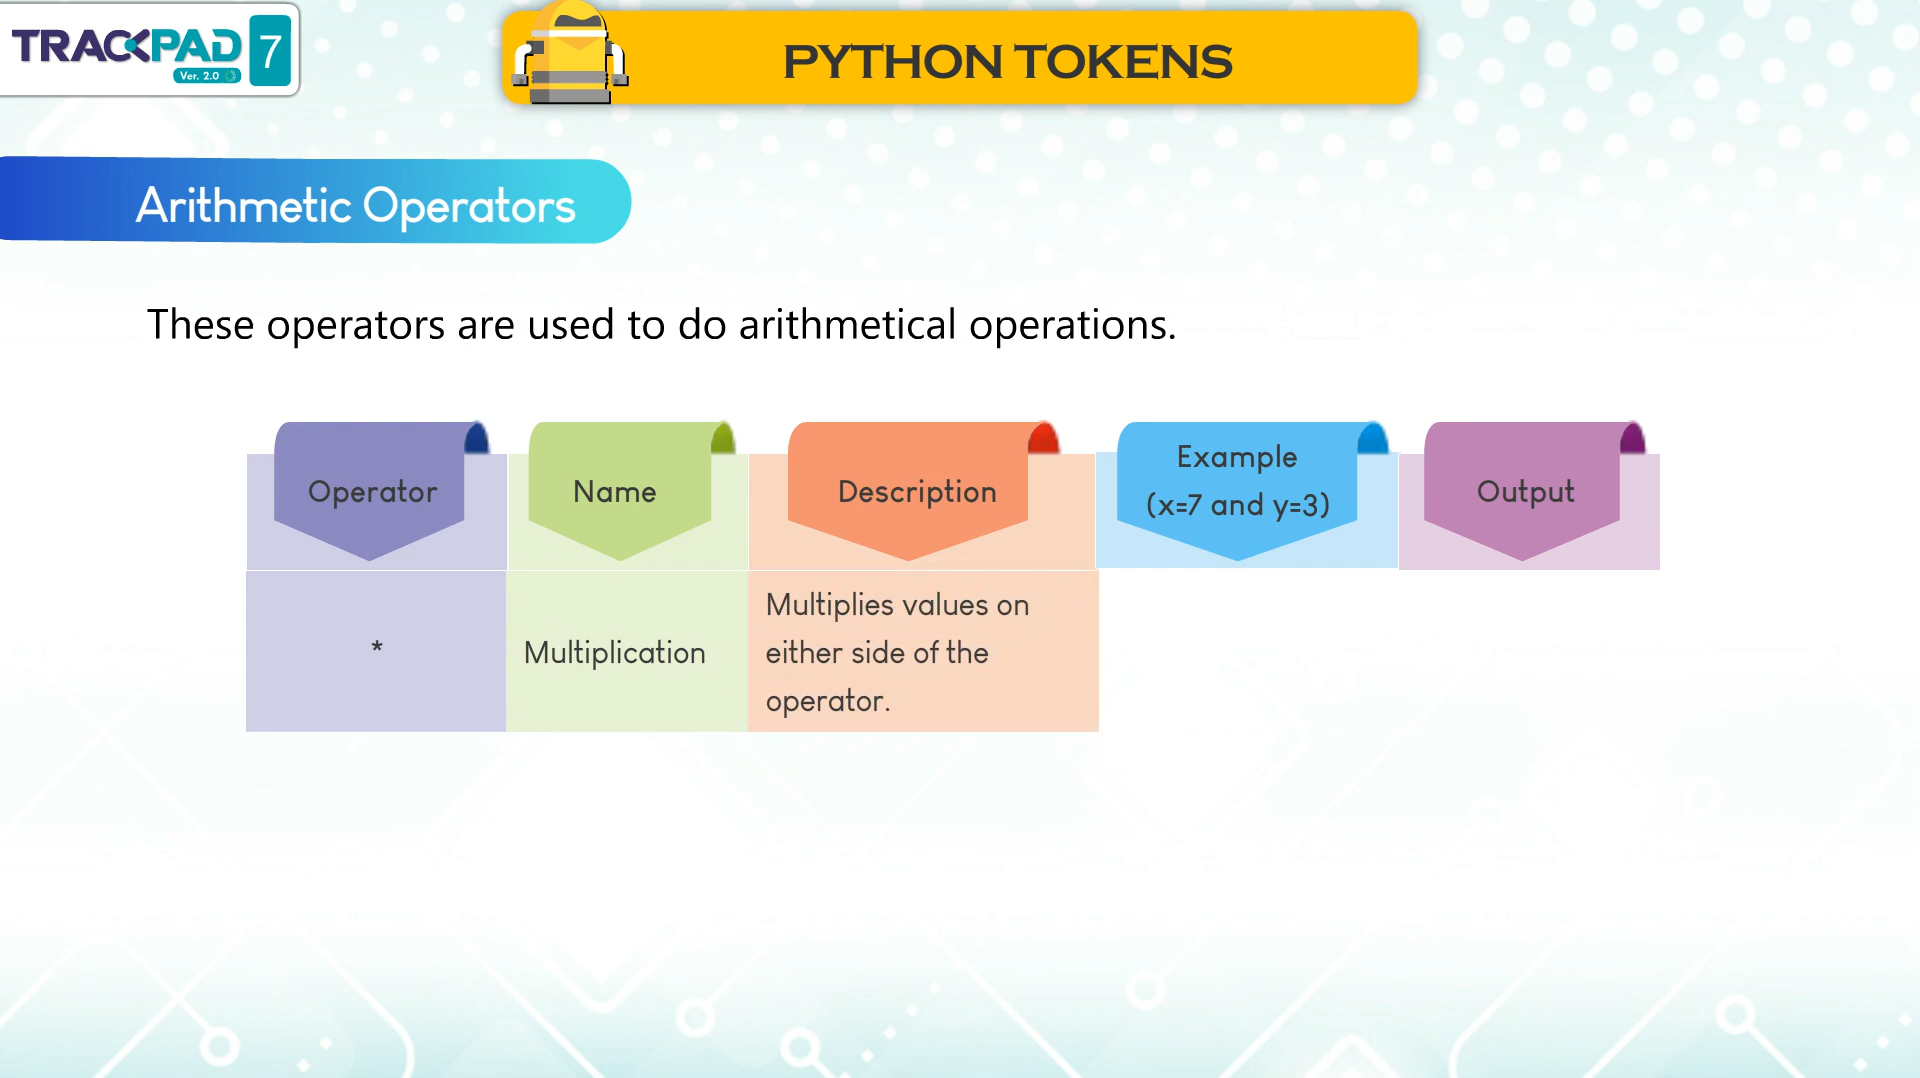 TRACKPAD 7
Ver. 2.0
PYTHON TOKENS
Arithmetic Operators
These operators are used to do arithmetical operations.
Operator Name Description Example Output
(x=7 and y=3)
* Multiplication Multiplies values on
either side of the
operator.